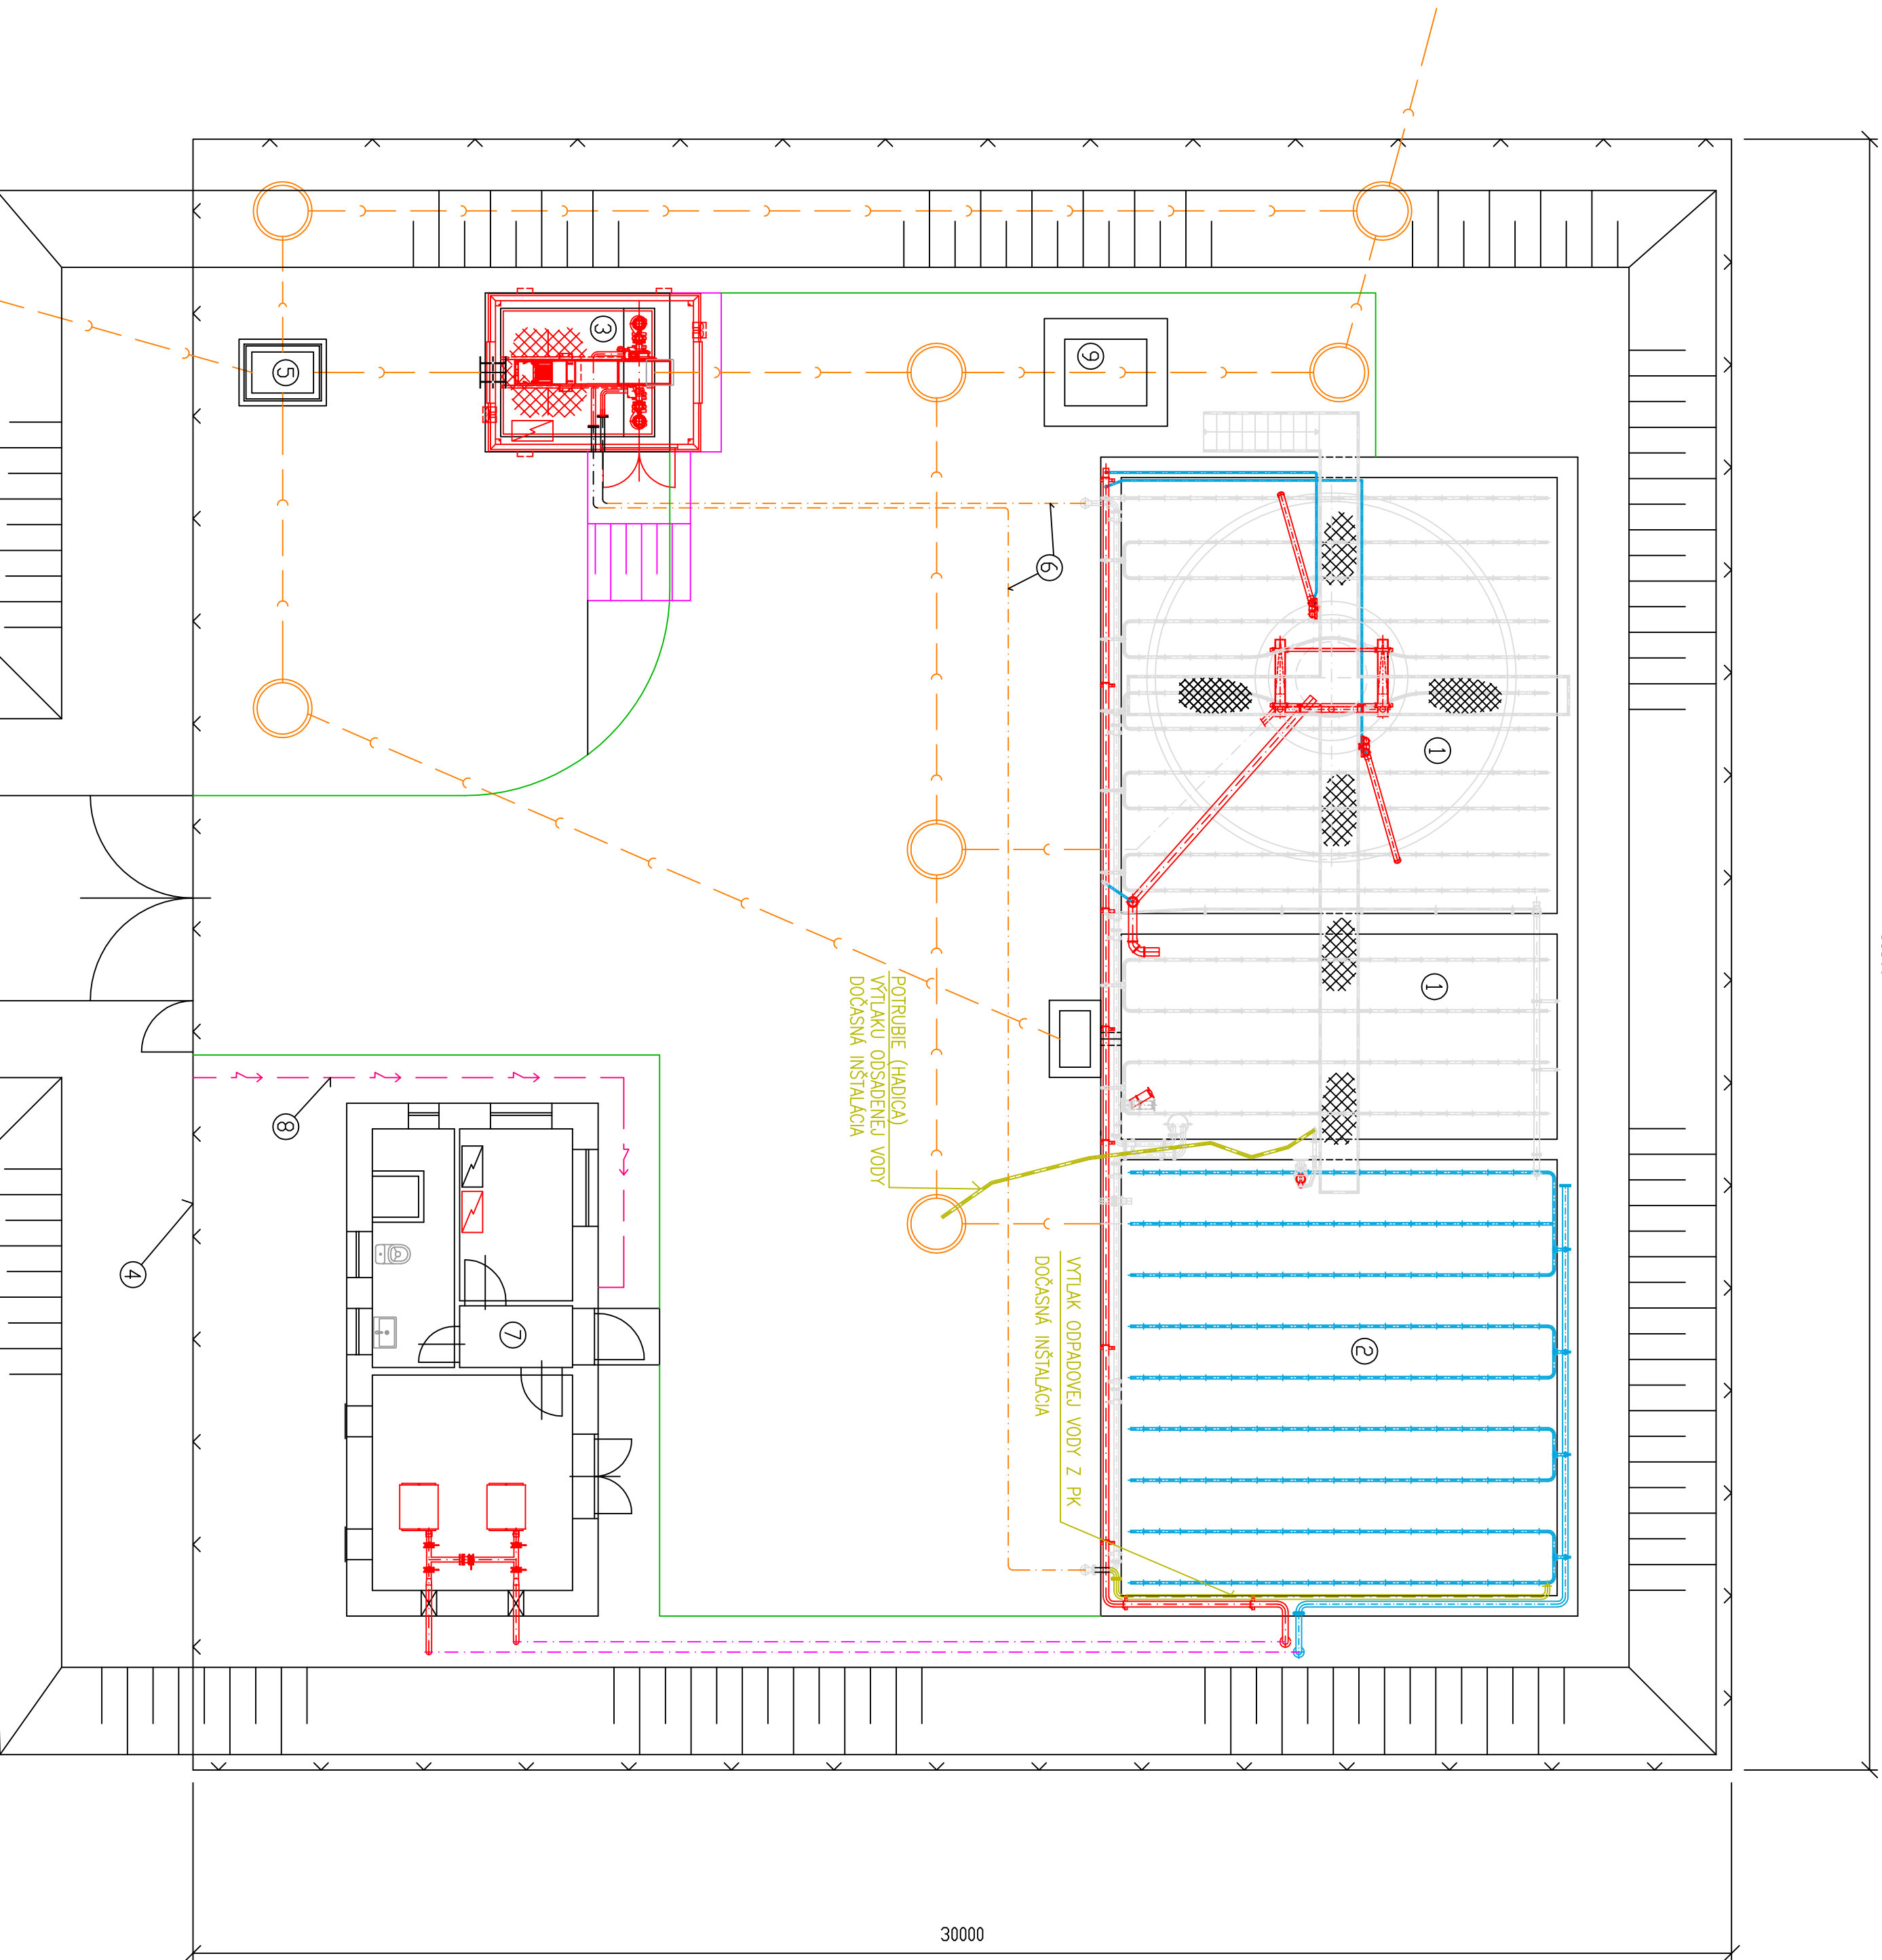 3
5
9
6
1
1
POTRUBIE (HADICA)
VÝTLAKU ODSADENEJ VODY
DOČASNÁ INŠTALÁCIA
8
4
7
2
VYTLAK ODPADOVEJ VODY Z PK
DOČASNÁ INŠTALÁCIA
30000